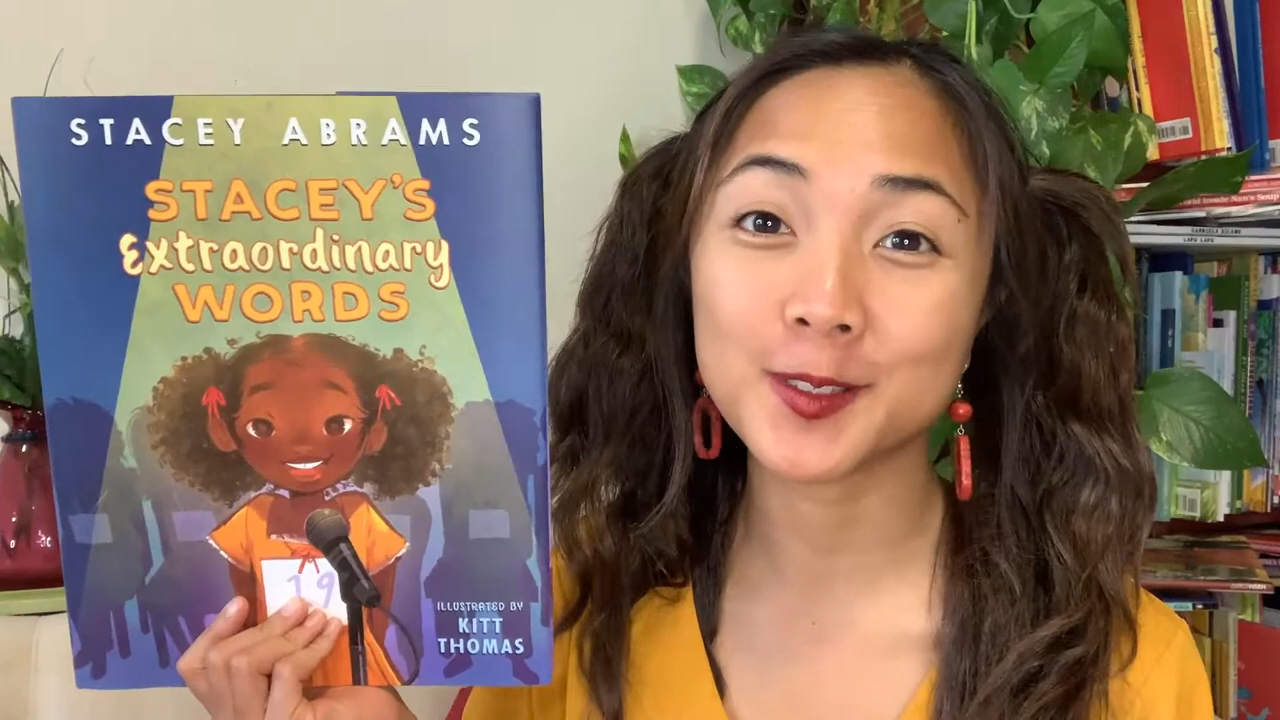 STACEY ABRAMS
STACEY'S
Extraordinary
WORDS
19
ILLUSTRATED BY
KITT
THOMAS